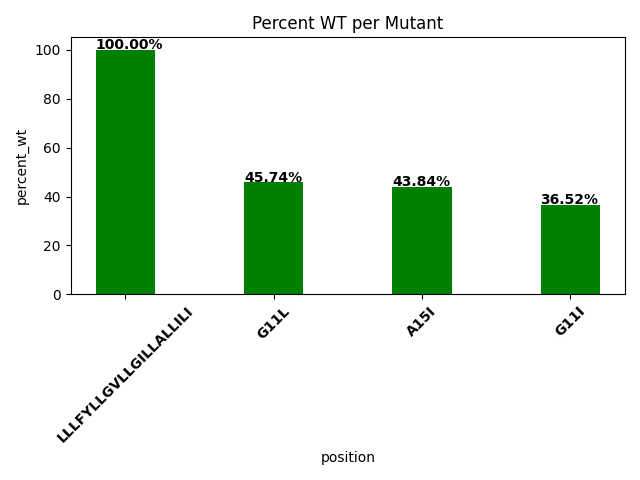 Percent WT per Mutant
percent_wt
100
80
60
40
20
0
100.00%
45.74%
43.84%
36.52%
LLLFYLLGVLLGILLALLILI
G11L
A15I
G11I
position